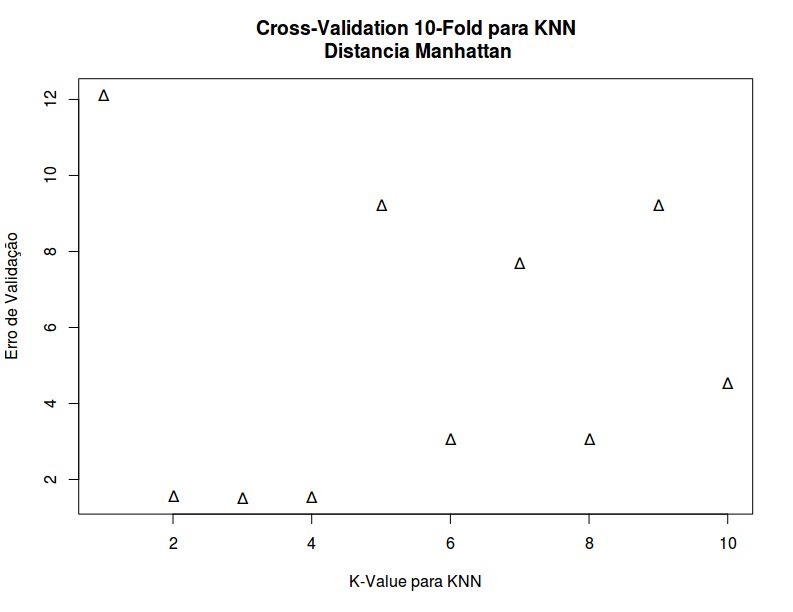 Cross-Validation 10-Fold para KNN
Distancia Manhattan
Erro de Validação
12
10
8
6
4
2
2 4 6 8 10
K-Value para KNN